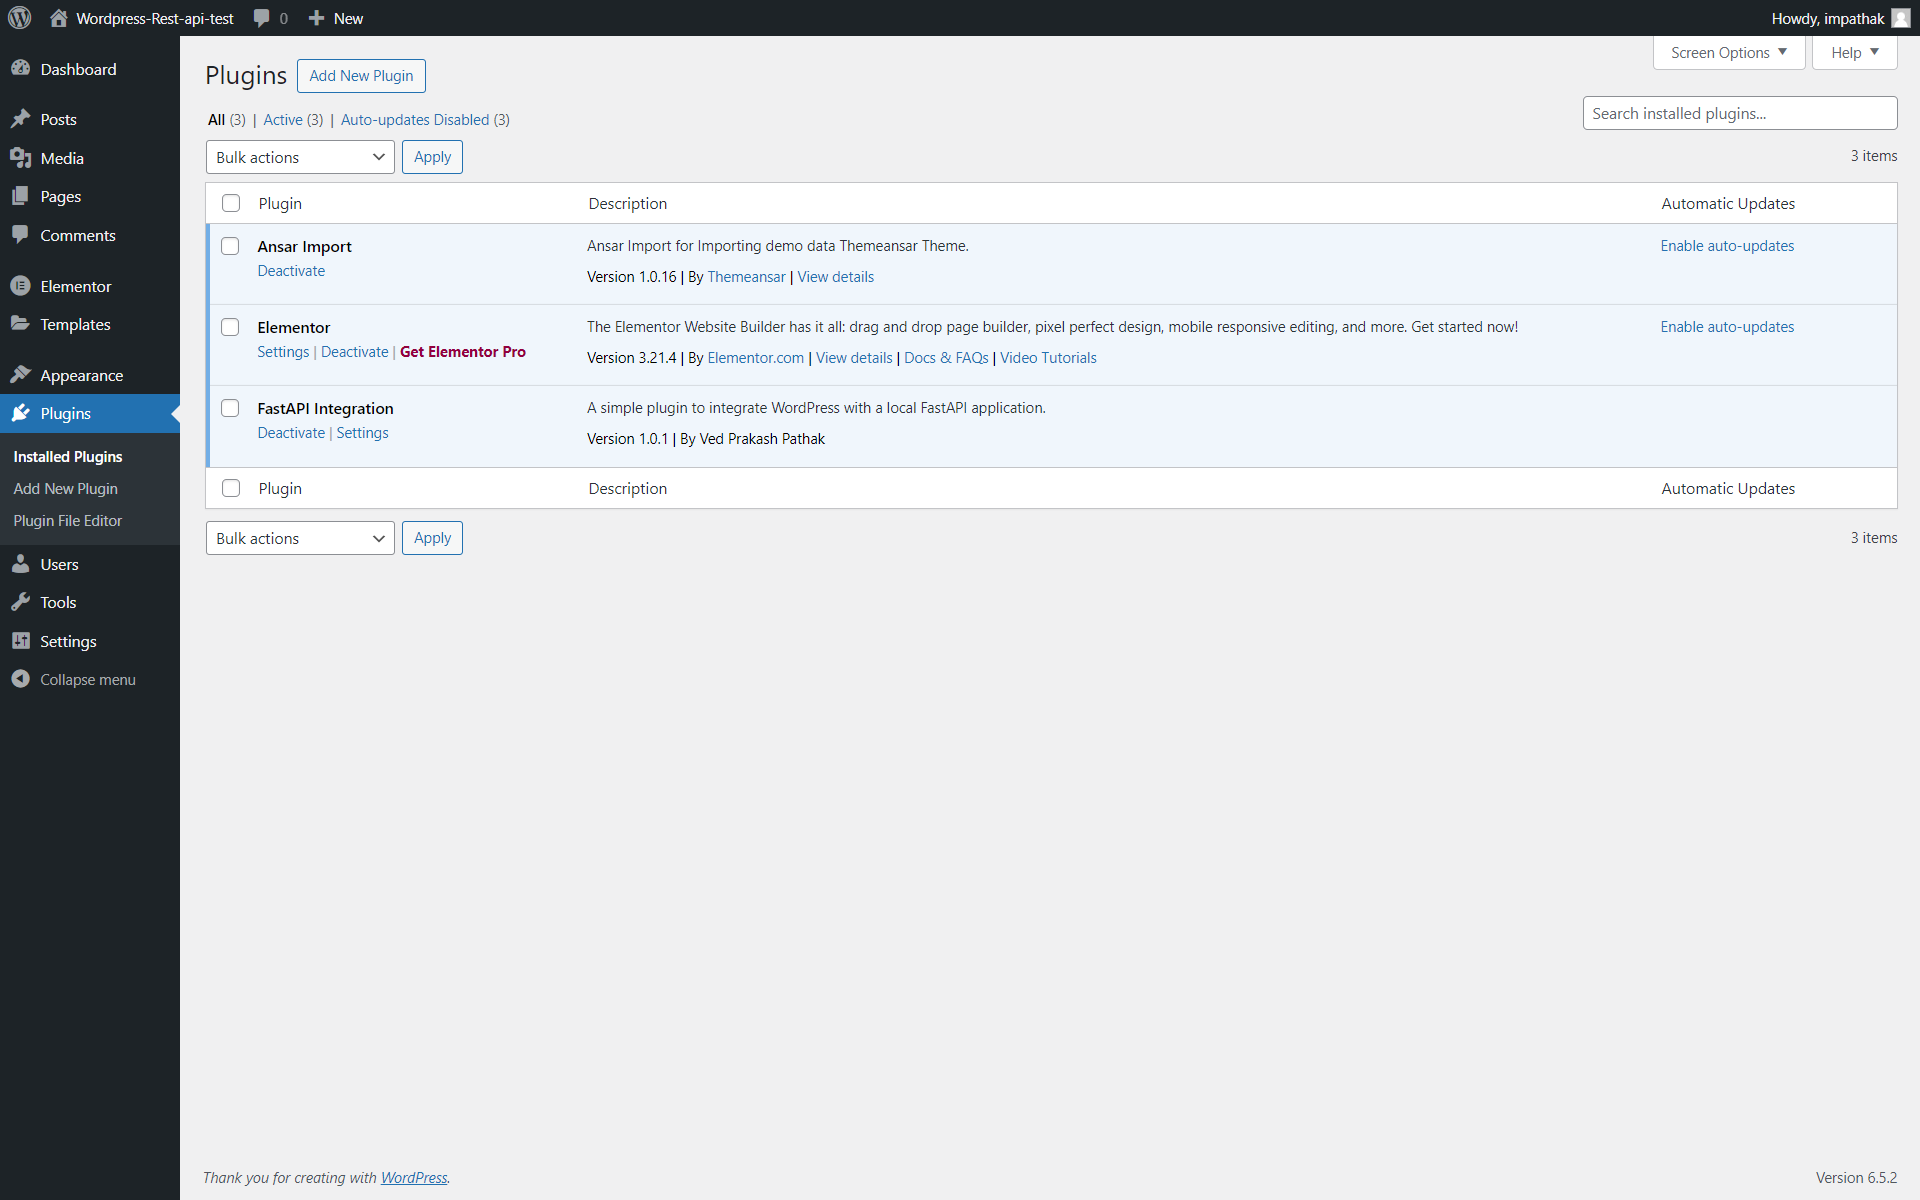 Wordpress-Rest-api-test 0 New Howdy, impathak
Screen Options Help
Dashboard
Posts
Media
Pages
Comments
Elementor
Templates
Appearance
Plugins
Installed Plugins
Add New Plugin
Plugin File Editor
Users
Tools
Settings
Collapse menu
Plugins Add New Plugin
All (3) | Active (3) | Auto-updates Disabled (3)
Search installed plugins...
Bulk actions Apply 3 items
Plugin Description Automatic Updates
Ansar Import Ansar Import for Importing demo data Themeansar Theme. Enable auto-updates
Deactivate Version 1.0.16 | By Themeansar | View details
Elementor The Elementor Website Builder has it all: drag and drop page builder, pixel perfect design, mobile responsive editing, and more. Get started now! Enable auto-updates
Settings | Deactivate | Get Elementor Pro Version 3.21.4 | By Elementor.com | View details | Docs & FAQs | Video Tutorials
FastAPI Integration A simple plugin to integrate WordPress with a local FastAPI application.
Deactivate | Settings Version 1.0.1 | By Ved Prakash Pathak
Plugin Description Automatic Updates
Bulk actions Apply 3 items
Thank you for creating with WordPress. Version 6.5.2